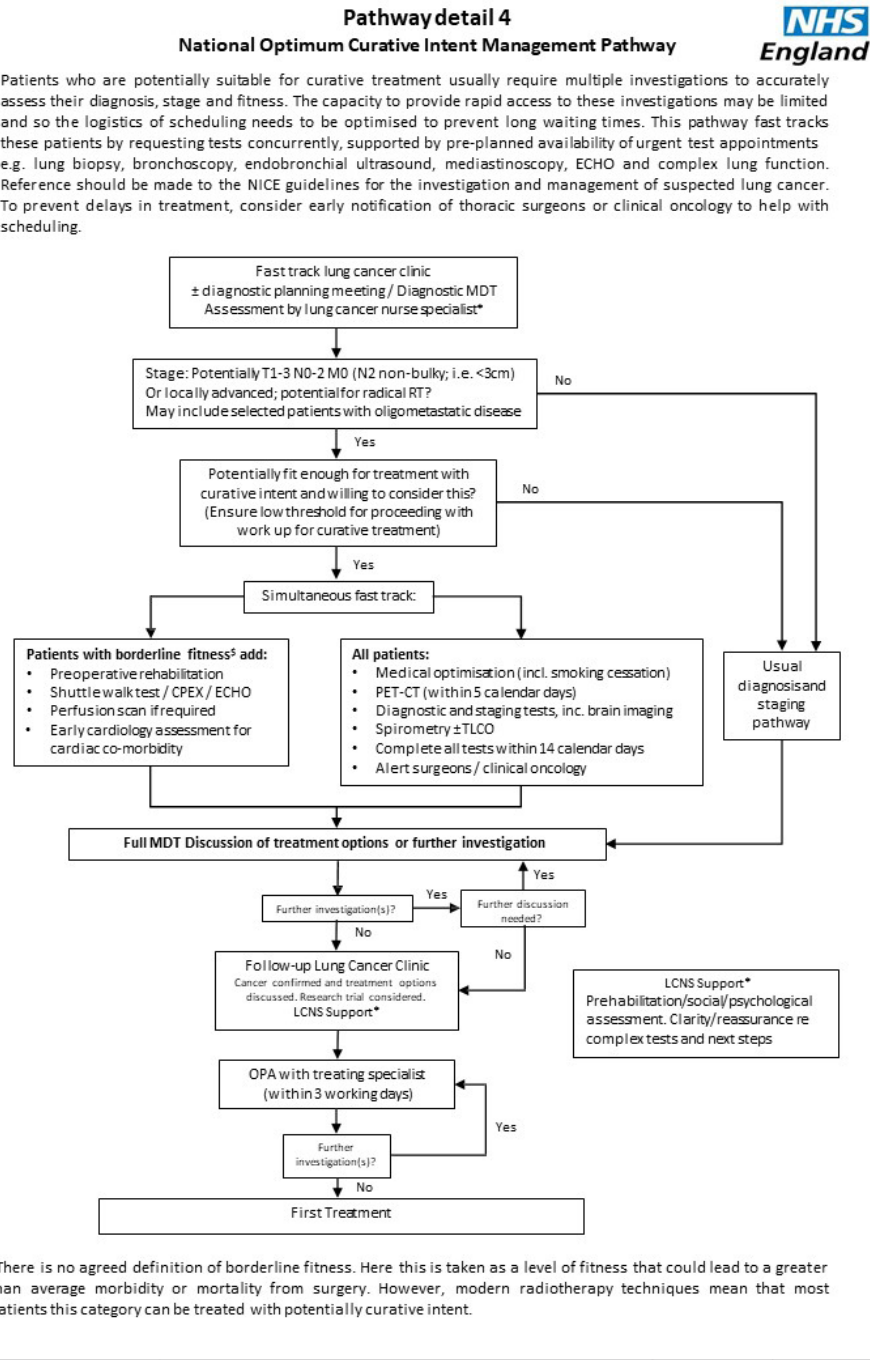 Pathway detail 4
NHS
England
National Optimum Curative Intent Management Pathway
Patients who are potentially suitable for curative treatment usually require multiple investigations to accurately
assess their diagnosis, stage and fitness. The capacity to provide rapid access to these investigations may be limited
and so the logistics of scheduling needs to be optimised to prevent long waiting times. This pathway fast tracks
these patients by requesting tests concurrently, supported by pre-planned availability of urgent test appointments
e.g. lung biopsy, bronchoscopy, endobronchial ultrasound, mediastinoscopy, ECHO and complex lung function.
Reference should be made to the NICE guidelines for the investigation and management of suspected lung cancer.
To prevent delays in treatment, consider early notification of thoracic surgeons or clinical oncology to help with
scheduling.
Fast track lung cancer clinic
± diagnostic planning meeting / Diagnostic MDT
Assessment by lung cancer nurse specialist*
Stage: Potentially T1-3 N0-2 M0 (N2 non-bulky; i.e. <3cm)
Or locally advanced; potential for radical RT?
May include selected patients with oligometastatic disease
No
Yes
Potentially fit enough for treatment with
curative intent and willing to consider this?
(Ensure low threshold for proceeding with
work up for curative treatment)
No
Yes
Simultaneous fast track:
Patients with borderline fitness$ add:
• Preoperative rehabilitation
• Shuttle walk test / CPEX / ECHO
• Perfusion scan if required
• Early cardiology assessment for
cardiac co-morbidity
All patients:
• Medical optimisation (incl. smoking cessation)
• PET-CT (within 5 calendar days)
• Diagnostic and staging tests, inc. brain imaging
• Spirometry ±TLCO
• Complete all tests within 14 calendar days
• Alert surgeons / clinical oncology
Usual
diagnosis and
staging
pathway
Full MDT Discussion of treatment options or further investigation
Yes
Further investigation(s)?
Yes
Further discussion
needed?
No
No
Follow-up Lung Cancer Clinic
Cancer confirmed and treatment options
discussed. Research trial considered.
LCNS Support*
LCNS Support*
Prehabilitation/social/psychological
assessment. Clarity/reassurance re
complex tests and next steps
OPA with treating specialist
(within 3 working days)
Yes
Further
investigation(s)?
No
First Treatment
There is no agreed definition of borderline fitness. Here this is taken as a level of fitness that could lead to a greater
an average morbidity or mortality from surgery. However, modern radiotherapy techniques mean that most
atients this category can be treated with potentially curative intent.